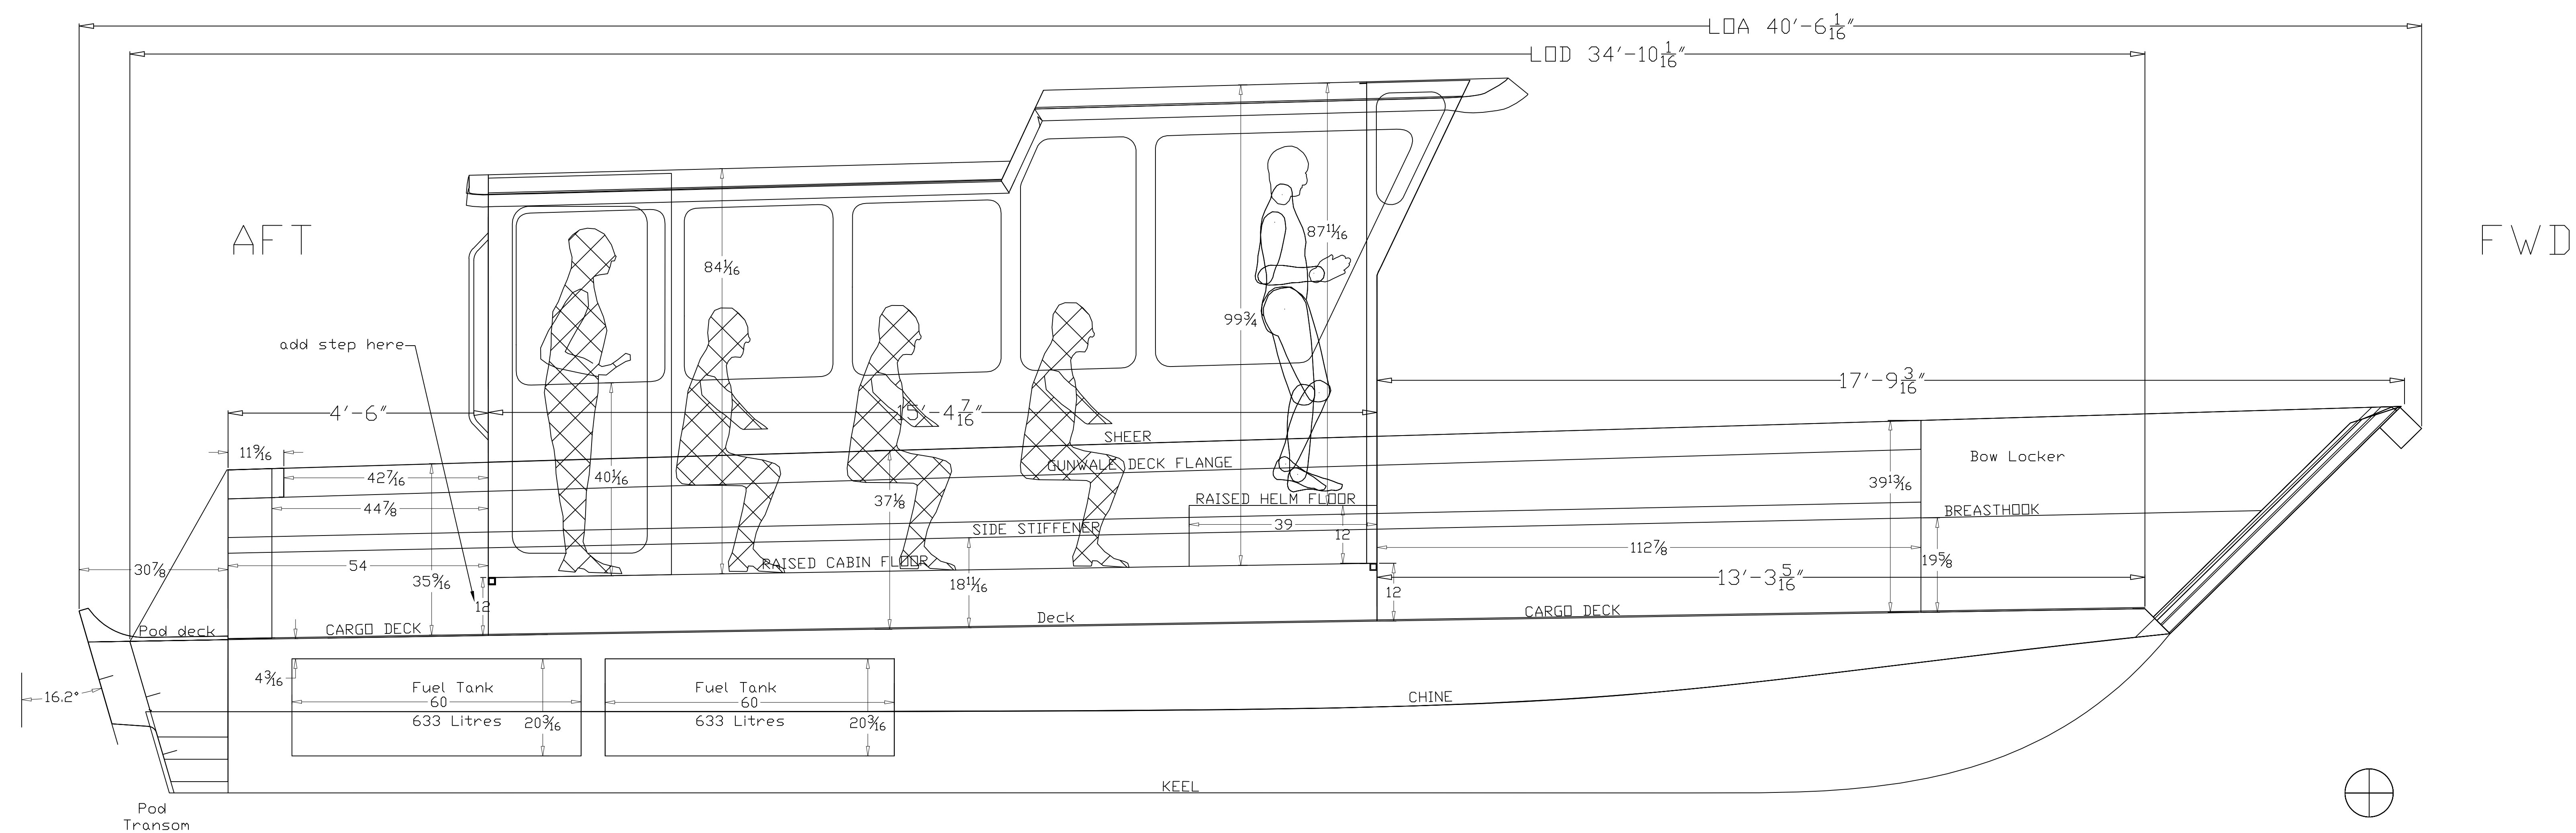 LOA 40'-6 1/16"
LOD 34'-10 1/16"
AFT
FWD
87 11/16
84 1/16
99 3/4
add step here
17'-9 3/16"
4'-6"
15'-4 7/16"
SHEER
11 9/16
GUNWALE DECK FLANGE
Bow Locker
42 7/16
40 1/16
39 13/16
37 1/8
RAISED HELM FLOOR
44 7/8
BREASTHOOK
39
SIDE STIFFENER
12
112 7/8
RAISED CABIN FLOOR
19 5/8
30 7/8
54
35 9/16
18 11/16
13'-3 5/16"
12
12
CARGO DECK
Deck
Pod deck
CARGO DECK
4 3/16
Fuel Tank
60
633 Litres
20 3/16
Fuel Tank
60
633 Litres
20 3/16
16.2°
CHINE
KEEL
Pod
Transom